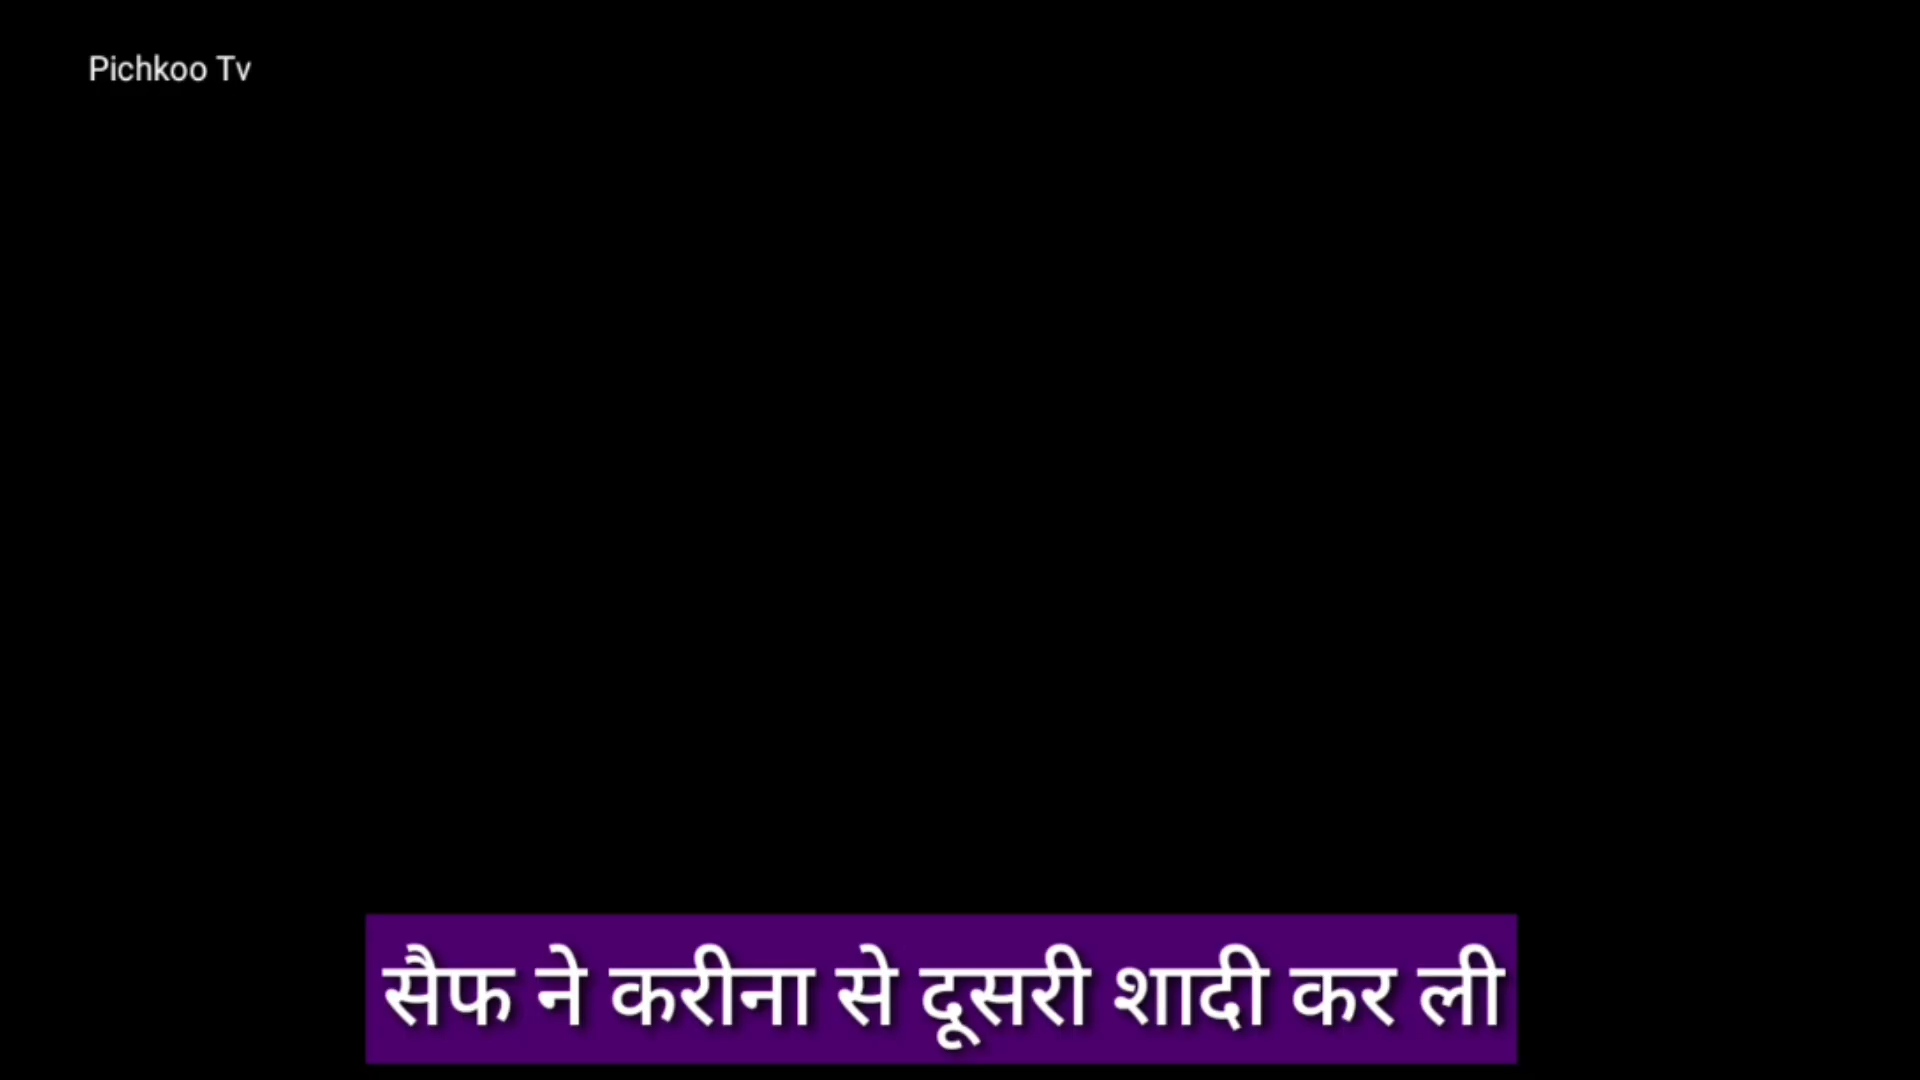 Pichkoo Tv
सैफ ने करीना से दूसरी शादी कर ली